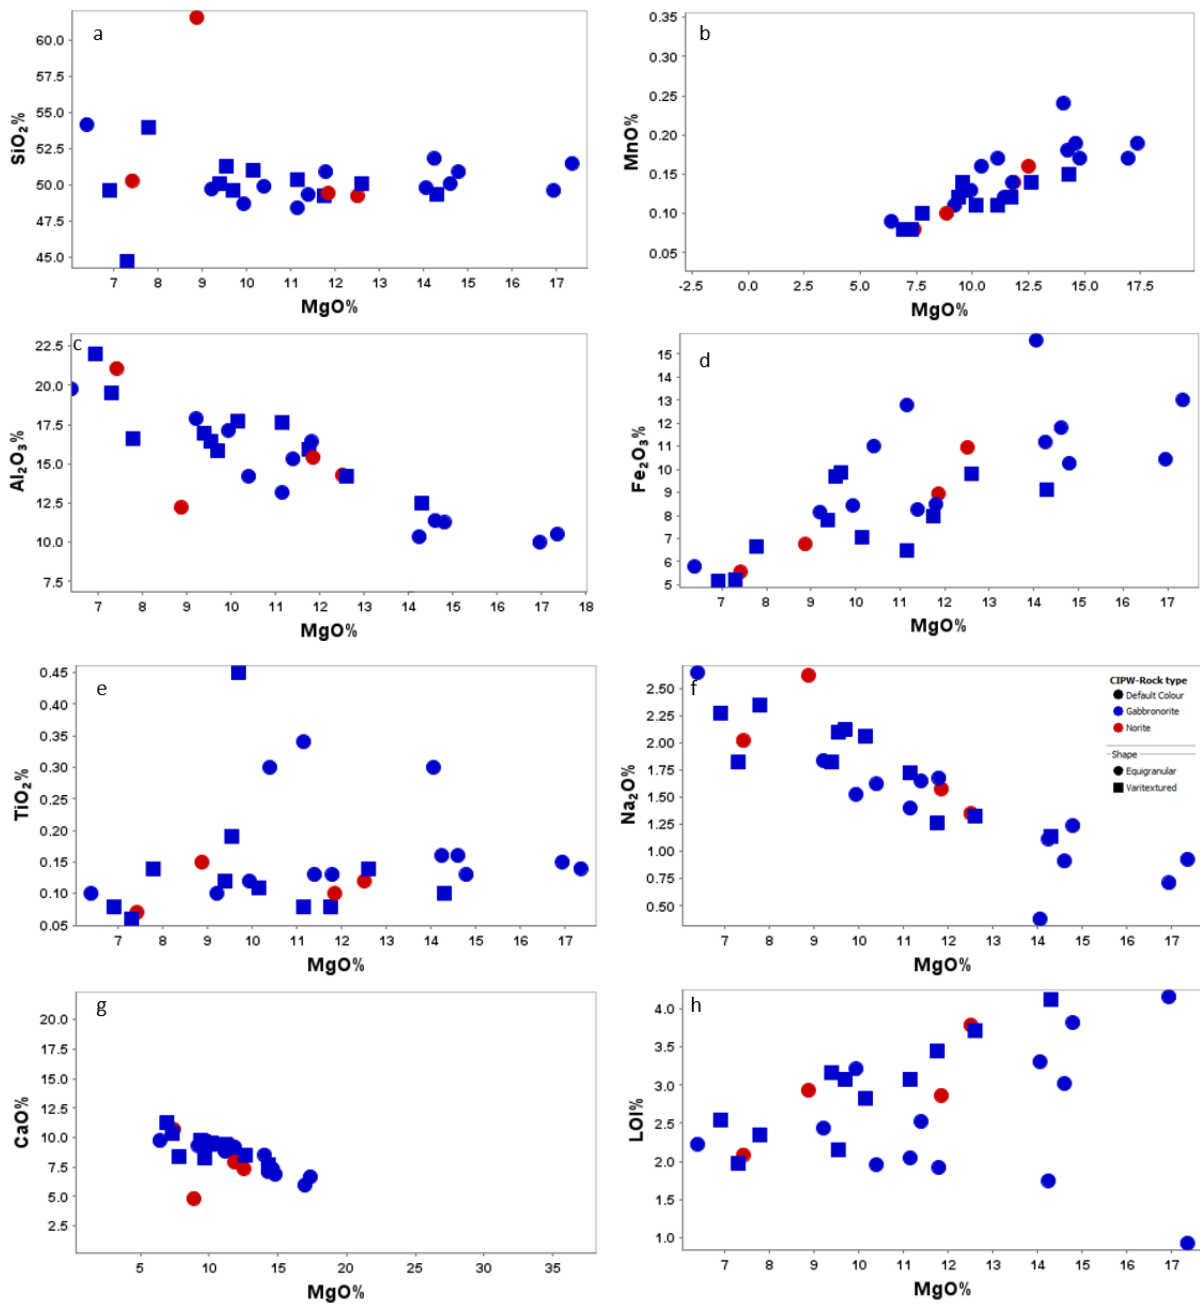 a
60.0
57.5
55.0
52.5
50.0
47.5
45.0
SiO₂%
7 8 9 10 11 12 13 14 15 16 17
MgO%
b
0.35
0.30
0.25
0.20
0.15
0.10
0.05
MnO%
-2.5 0.0 2.5 5.0 7.5 10.0 12.5 15.0 17.5
MgO%
c
22.5
20.0
17.5
15.0
12.5
10.0
7.5
Al₂O₃%
7 8 9 10 11 12 13 14 15 16 17 18
MgO%
d
15
14
13
12
11
10
9
8
7
6
5
Fe₂O₃%
7 8 9 10 11 12 13 14 15 16 17
MgO%
e
0.45
0.40
0.35
0.30
0.25
0.20
0.15
0.10
0.05
TiO₂%
7 8 9 10 11 12 13 14 15 16 17
MgO%
f
2.50
2.25
2.00
1.75
1.50
1.25
1.00
0.75
0.50
Na₂O%
CIPW-Rock type
Default Colour
Gabbronorite
Norite
Shape
Equigranular
Varitextured
7 8 9 10 11 12 13 14 15 16 17
MgO%
g
20.0
17.5
15.0
12.5
10.0
7.5
5.0
2.5
CaO%
5 10 15 20 25 30 35
MgO%
h
4.0
3.5
3.0
2.5
2.0
1.5
1.0
LOI%
7 8 9 10 11 12 13 14 15 16 17
MgO%